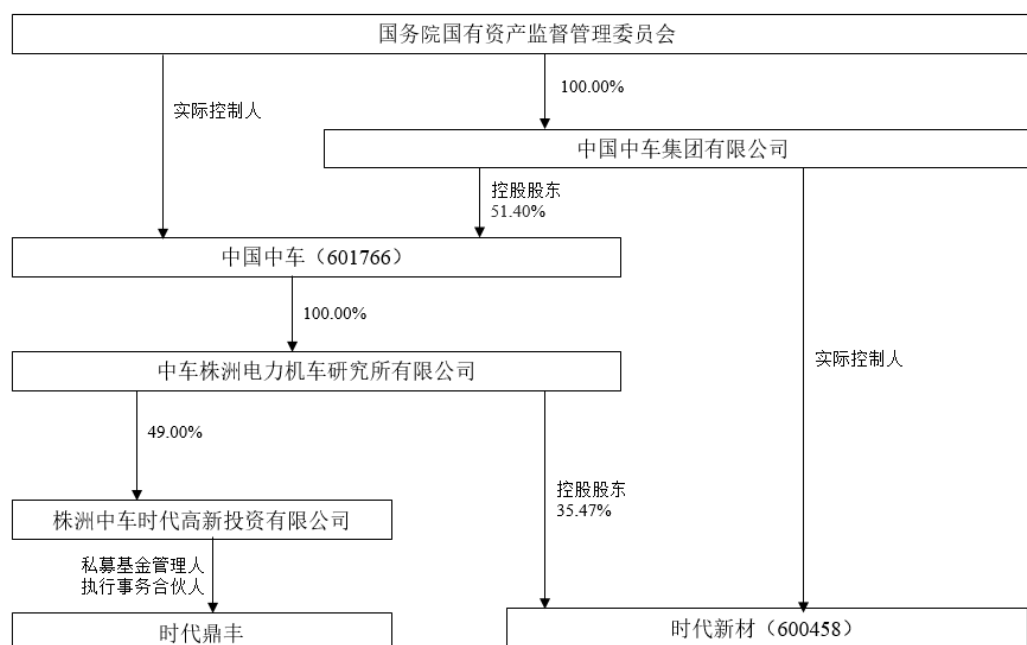 国务院国有资产监督管理委员会
实际控制人
100.00%
中国中车集团有限公司
控股股东
51.40%
中国中车（601766）
100.00%
中车株洲电力机车研究所有限公司
实际控制人
49.00%
控股股东
35.47%
株洲中车时代高新投资有限公司
私募基金管理人
执行事务合伙人
时代鼎丰
时代新材（600458）